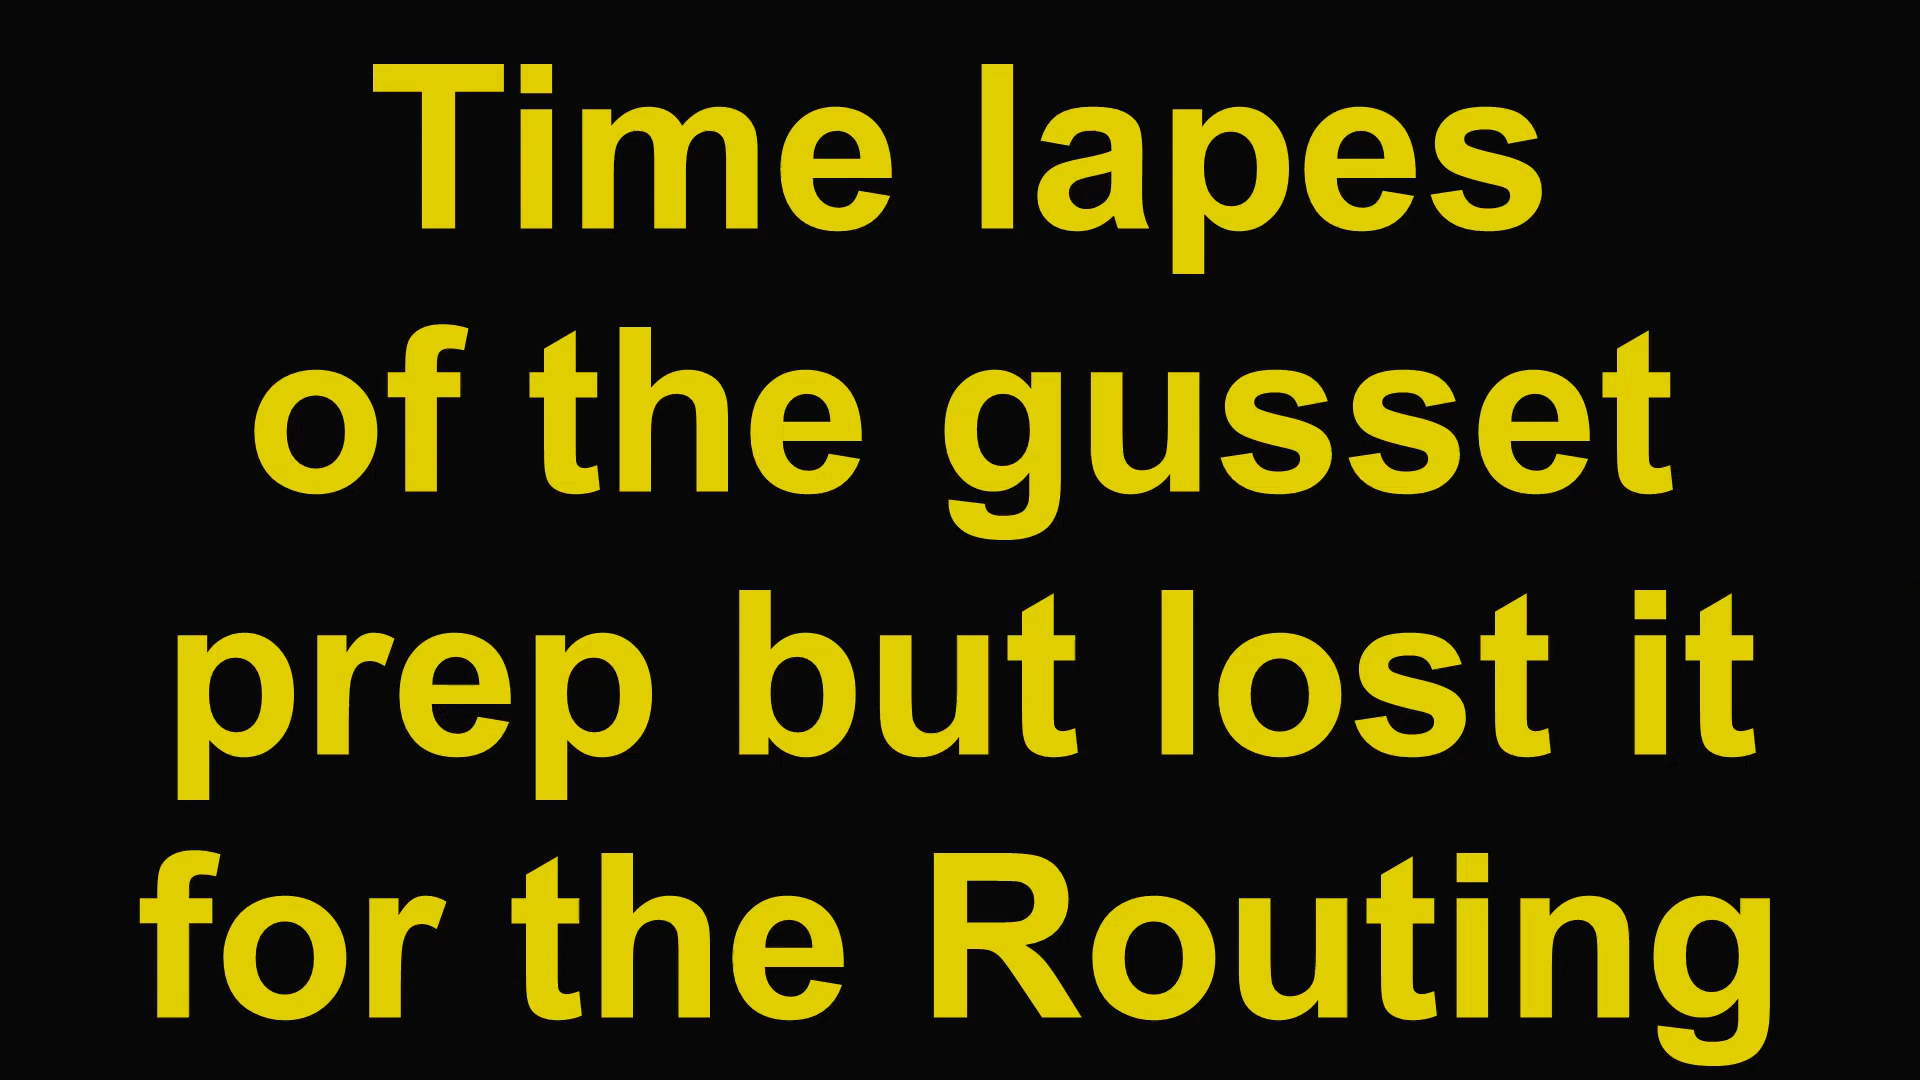 Time lapes
of the gusset
prep but lost it
for the Routing